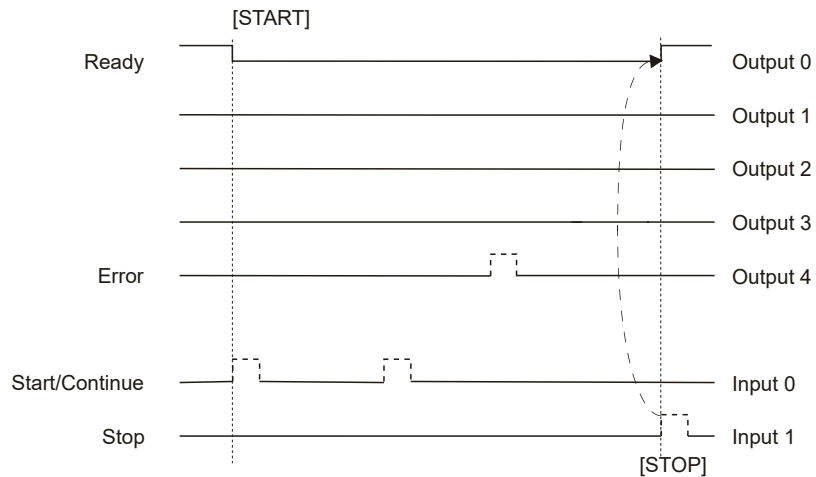 [START]
Ready Output 0
Output 1
Output 2
Output 3
Error Output 4
Start/Continue Input 0
Stop Input 1
[STOP]